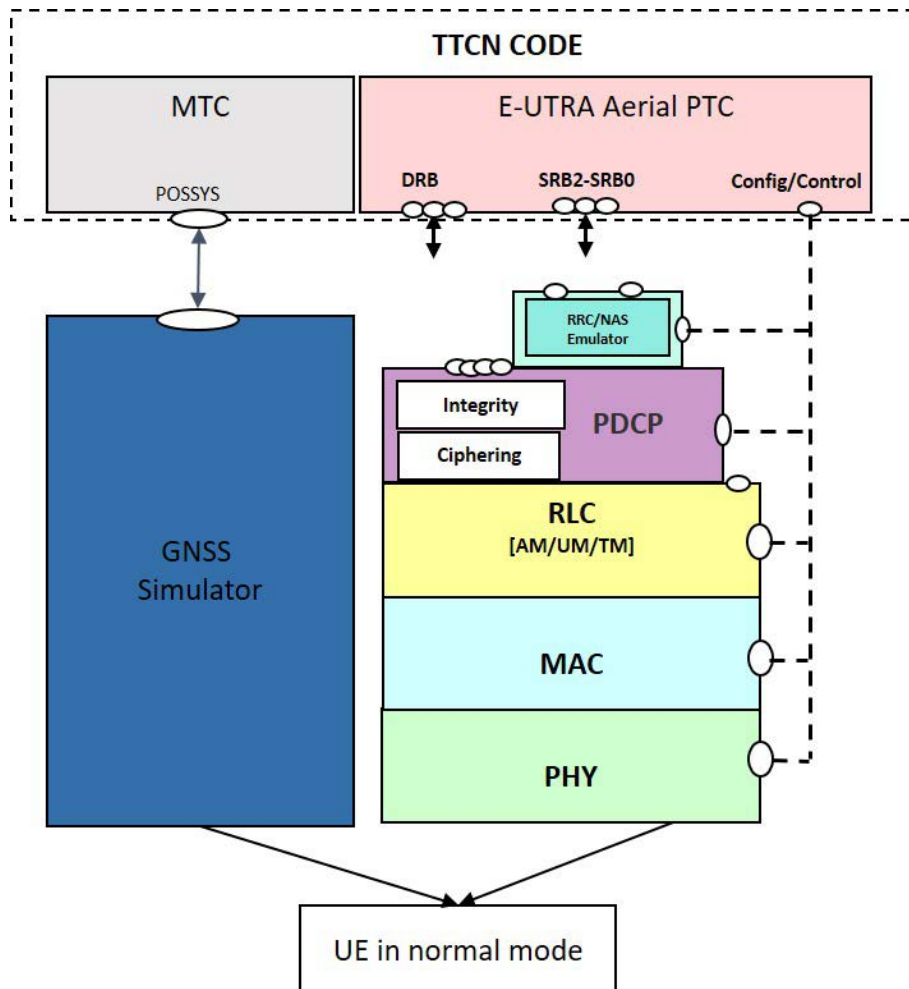 TTCN CODE
MTC
E-UTRA Aerial PTC
POSSYS
DRB
SRB2-SRB0
Config/Control
RRC/NAS
Emulator
Integrity
PDCP
Ciphering
RLC
[AM/UM/TM]
GNSS
Simulator
MAC
PHY
UE in normal mode